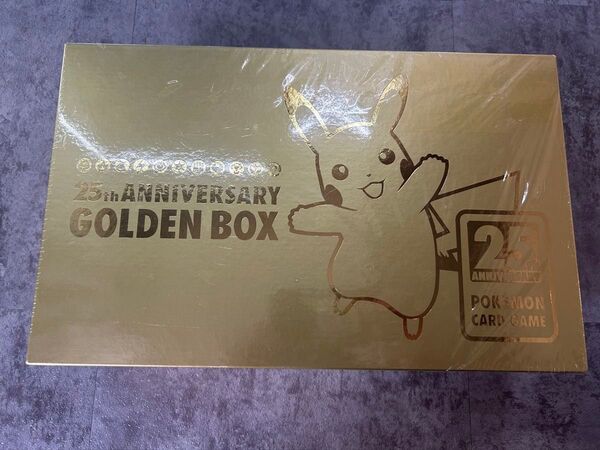 25th ANNIVERSARY
GOLDEN BOX
25
ANNIVERSARY
POKÉMON
CARD GAME